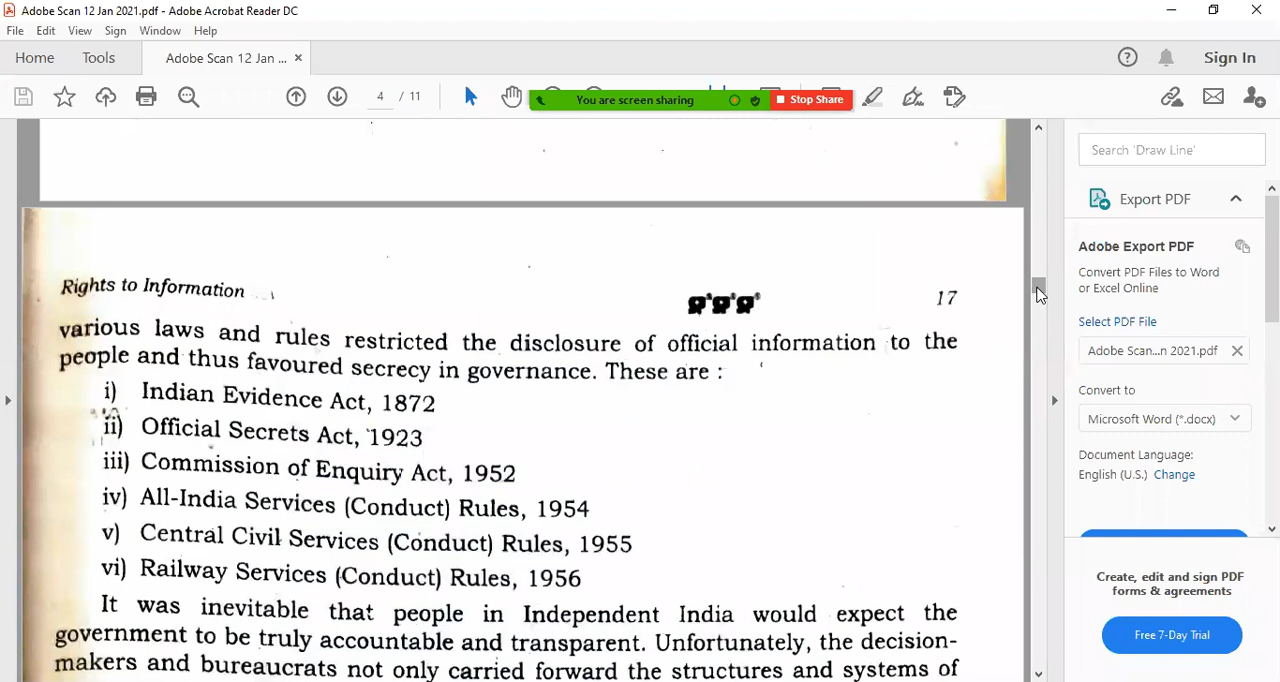 Adobe Scan 12 Jan 2021.pdf - Adobe Acrobat Reader DC
File Edit View Sign Window Help
Home Tools Adobe Scan 12 Jan ... × Sign In
4 / 11
You are screen sharing Stop Share
Search 'Draw Line'
Export PDF
Adobe Export PDF
Convert PDF Files to Word
or Excel Online
Select PDF File
Adobe Scan...n 2021.pdf
Convert to
Microsoft Word (*.docx)
Document Language:
English (U.S.) Change
Create, edit and sign PDF
forms & agreements
Free 7-Day Trial
Rights to Information 17
various laws and rules restricted the disclosure of official information to the
people and thus favoured secrecy in governance. These are :
i) Indian Evidence Act, 1872
ii) Official Secrets Act, 1923
iii) Commission of Enquiry Act, 1952
iv) All-India Services (Conduct) Rules, 1954
v) Central Civil Services (Conduct) Rules, 1955
vi) Railway Services (Conduct) Rules, 1956
It was inevitable that people in Independent India would expect the
government to be truly accountable and transparent. Unfortunately, the decision-
makers and bureaucrats not only carried forward the structures and systems of